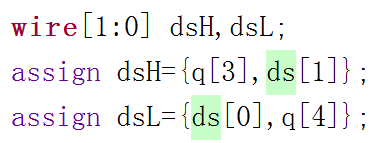 wire[1:0] dsH,dsL;
assign dsH={q[3],ds[1]};
assign dsL={ds[0],q[4]};